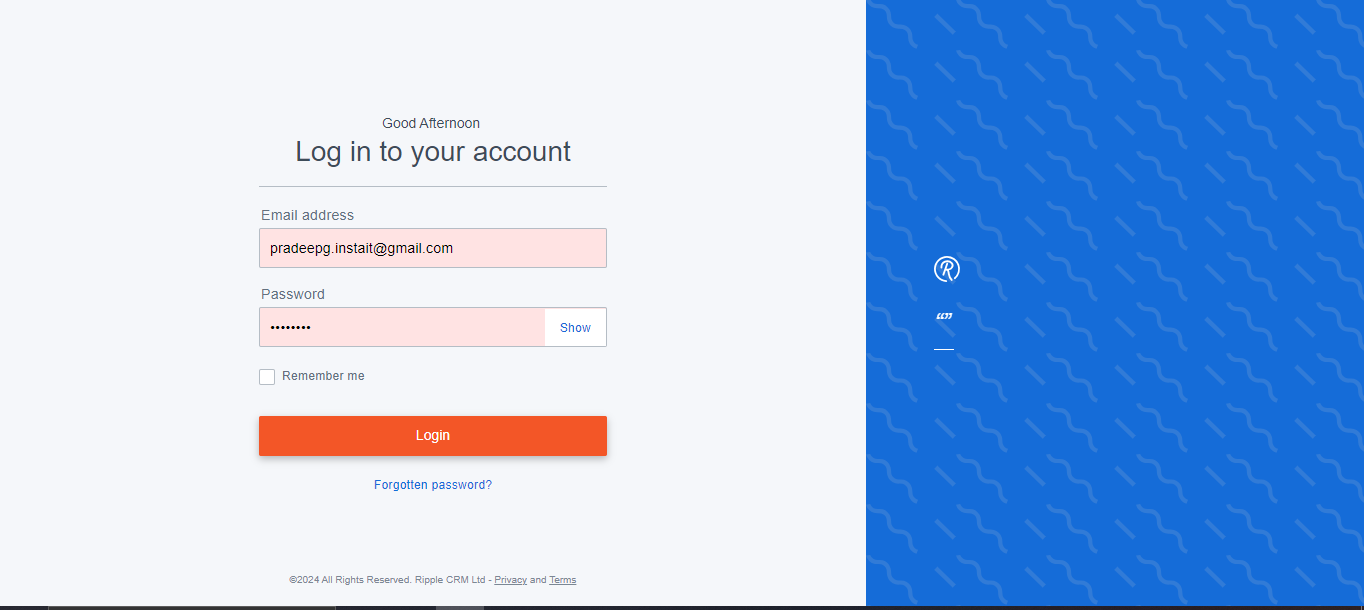 Good Afternoon
Log in to your account
Email address
pradeepg.instait@gmail.com
Password
•••••••• Show
Remember me
Login
Forgotten password?
©2024 All Rights Reserved. Ripple CRM Ltd - Privacy and Terms
R
“”